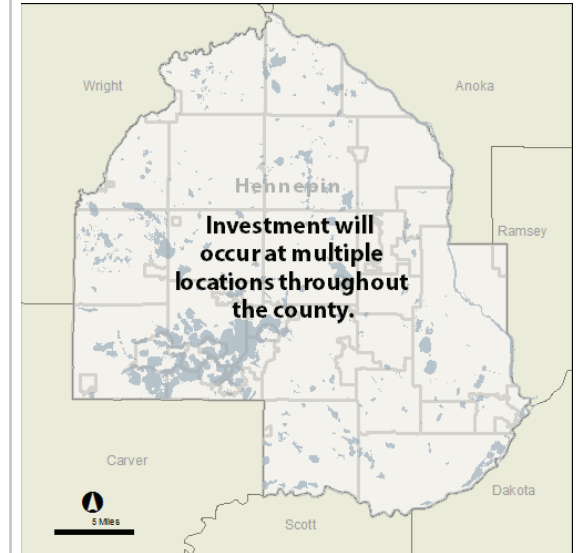 Wright
Anoka
Hennepin
Investment will
occur at multiple
locations throughout
the county.
Ramsey
Carver
Dakota
5 Miles
Scott